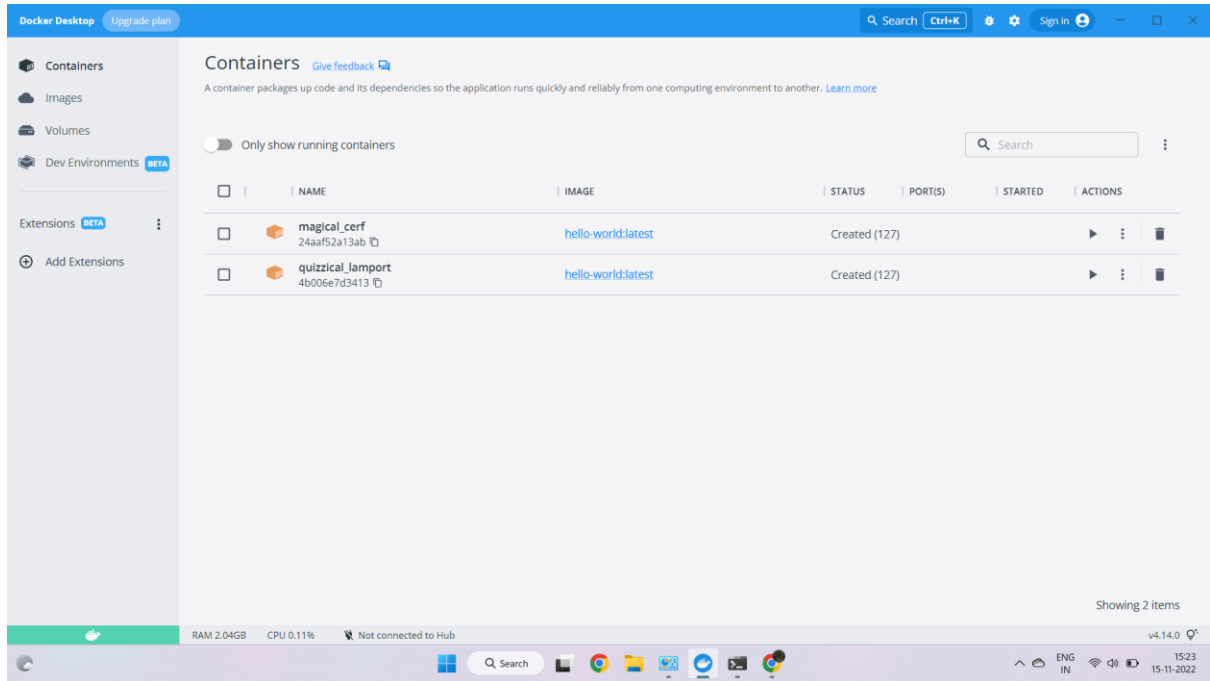 Docker Desktop Upgrade plan Search Ctrl+K Sign in
Containers
Images
Volumes
Dev Environments BETA
Extensions BETA
Add Extensions
Containers Give feedback
A container packages up code and its dependencies so the application runs quickly and reliably from one computing environment to another. Learn more
Only show running containers Search
NAME IMAGE STATUS PORT(S) STARTED ACTIONS
magical_cerf hello-world:latest Created (127)
24aaf52a13ab
quizzical_lamport hello-world:latest Created (127)
4b006e7d3413
Showing 2 items
RAM 2.04GB CPU 0.11% Not connected to Hub v4.14.0
Search ENG 15:23
IN 15-11-2022